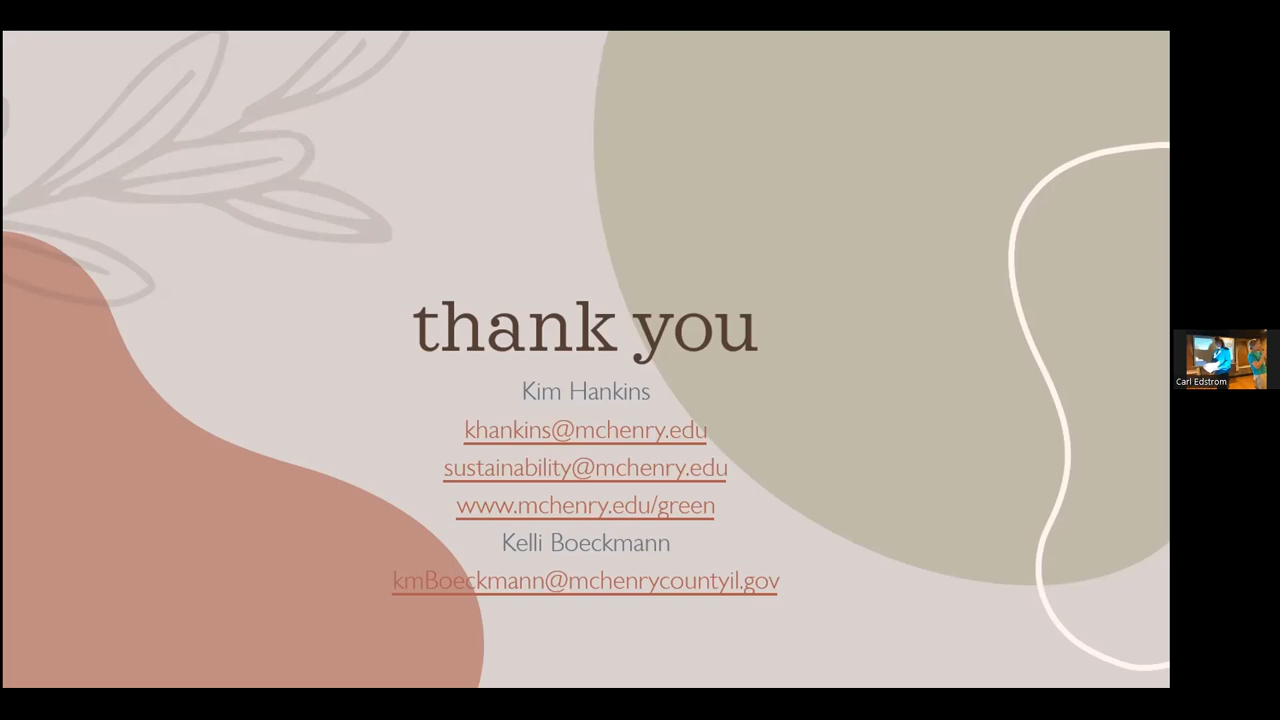 thank you
Kim Hankins
khankins@mchenry.edu
sustainability@mchenry.edu
www.mchenry.edu/green
Kelli Boeckmann
kmBoeckmann@mchenrycountyil.gov
Carl Edstrom